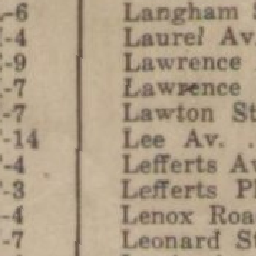 -6 Langham
-4 Laurel Av
-9 Lawrence
-7 Lawrence
-7 Lawton St
-14 Lee Av. .
-4 Lefferts Av
-3 Lefferts Pl
-4 Lenox Roa
-7 Leonard St